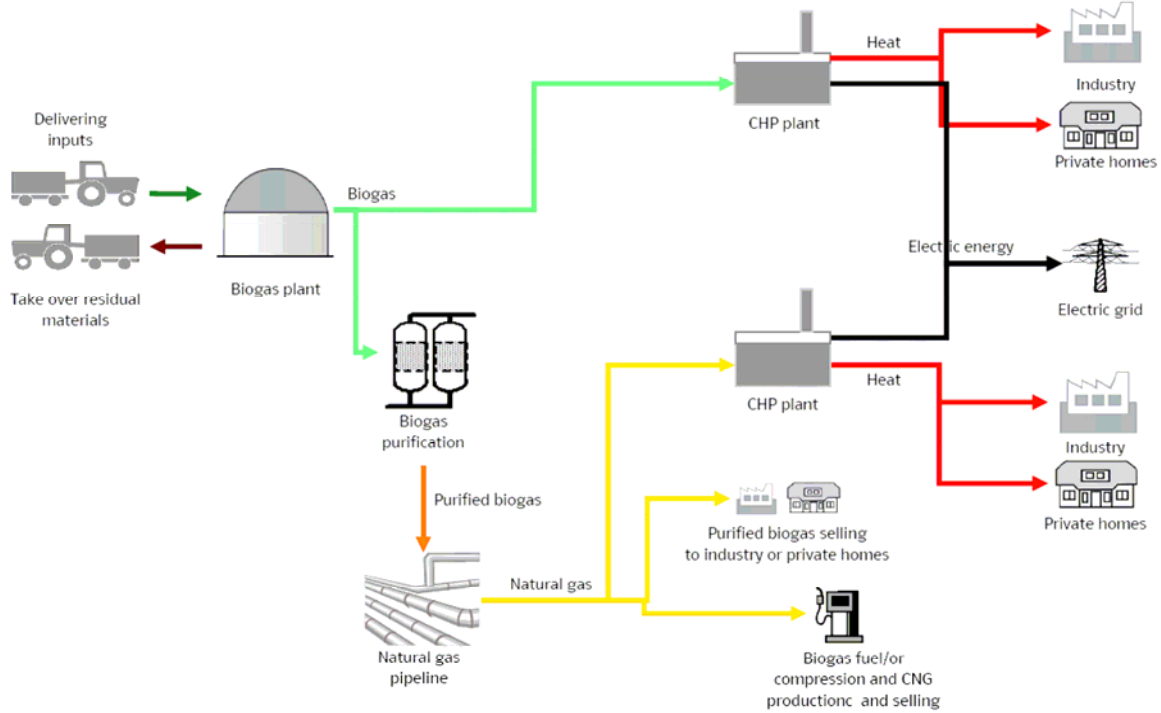 Heat
Industry
CHP plant
Private homes
Delivering
inputs
Biogas
Biogas plant
Take over residual
materials
Electric energy
Electric grid
Heat
CHP plant
Industry
Private homes
Biogas
purification
Purified biogas
Purified biogas selling
to industry or private homes
Natural gas
Natural gas
pipeline
Biogas fuel/or
compression and CNG
productionc and selling